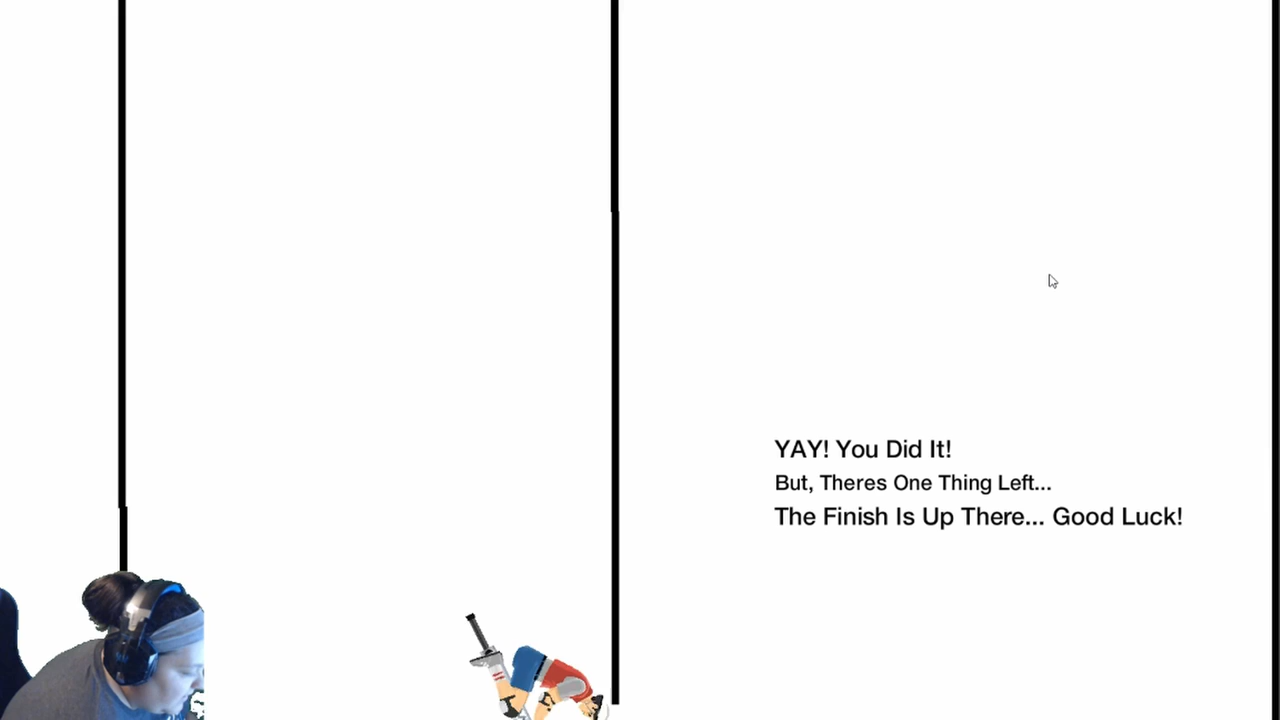 YAY! You Did It!
But, Theres One Thing Left...
The Finish Is Up There... Good Luck!